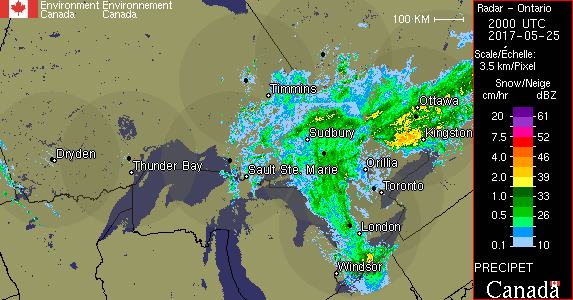 Environment Environnement
Canada Canada
100 KM
Timmins
Ottawa
Sudbury
Kingston
Dryden
Thunder Bay
Sault Ste. Marie
Orillia
Toronto
London
Windsor
Radar - Ontario
2000 UTC
2017-05-25
Scale/Échelle:
3.5 km/Pixel
Snow/Neige
cm/hr dBZ
20 61
7.5 52
4.0 46
2.0 39
1.0 33
0.5 26
0.1 10
PRECIPET
Canada